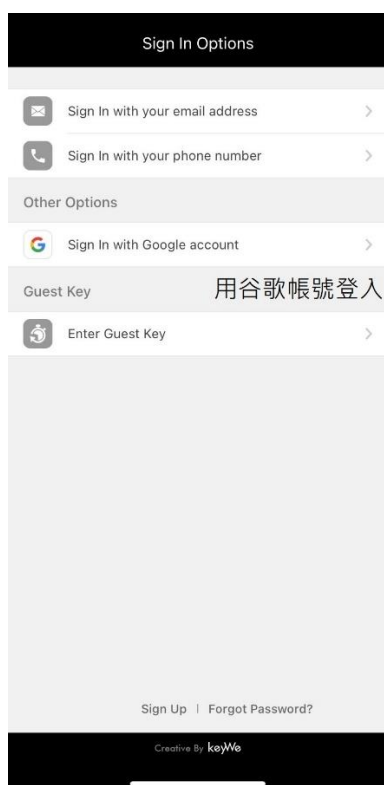 Sign In Options
Sign In with your email address
Sign In with your phone number
Other Options
Sign In with Google account
Guest Key
用谷歌帳號登入
Enter Guest Key
Sign Up | Forgot Password?
Creative By keyWe